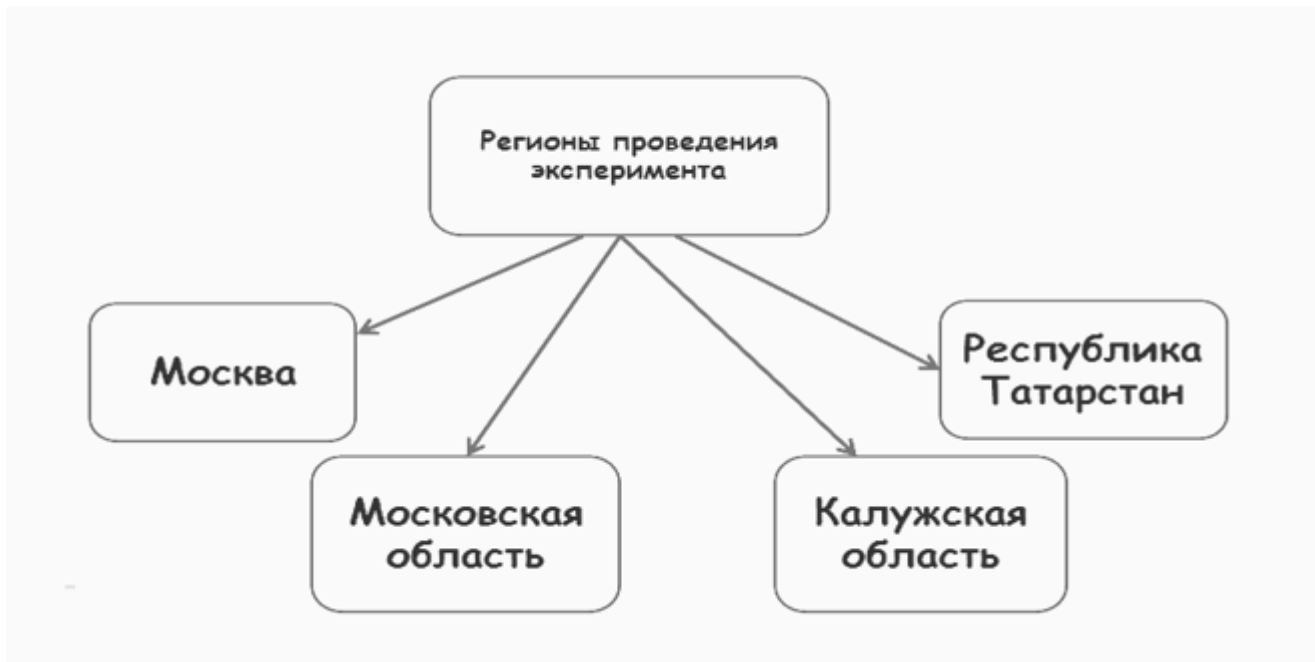 Регионы проведения
эксперимента
Москва
Республика
Татарстан
Московская
область
Калужская
область